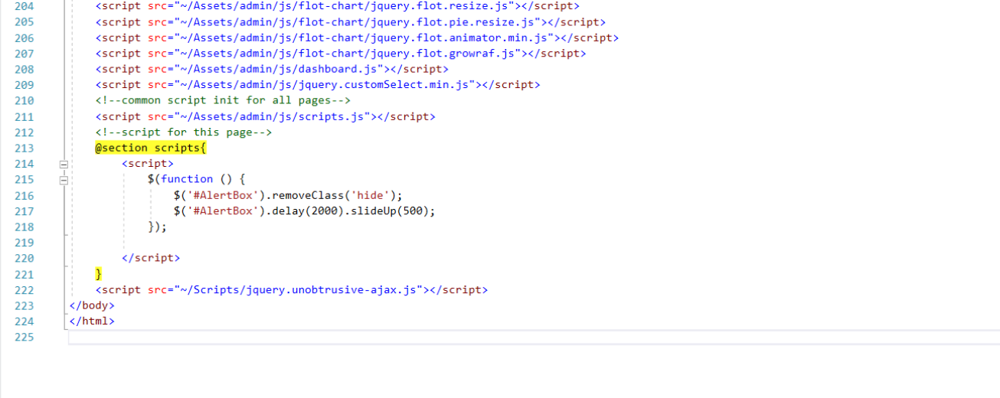 204 <script src="~/Assets/admin/js/flot-chart/jquery.flot.resize.js"></script>
205 <script src="~/Assets/admin/js/flot-chart/jquery.flot.pie.resize.js"></script>
206 <script src="~/Assets/admin/js/flot-chart/jquery.flot.animator.min.js"></script>
207 <script src="~/Assets/admin/js/flot-chart/jquery.flot.growraf.js"></script>
208 <script src="~/Assets/admin/js/dashboard.js"></script>
209 <script src="~/Assets/admin/js/jquery.customSelect.min.js"></script>
210 <!--common script init for all pages-->
211 <script src="~/Assets/admin/js/scripts.js"></script>
212 <!--script for this page-->
213 @section scripts{
214 <script>
215 $(function () {
216 $('#AlertBox').removeClass('hide');
217 $('#AlertBox').delay(2000).slideUp(500);
218 });
219
220 </script>
221 }
222 <script src="~/Scripts/jquery.unobtrusive-ajax.js"></script>
223 </body>
224 </html>
225